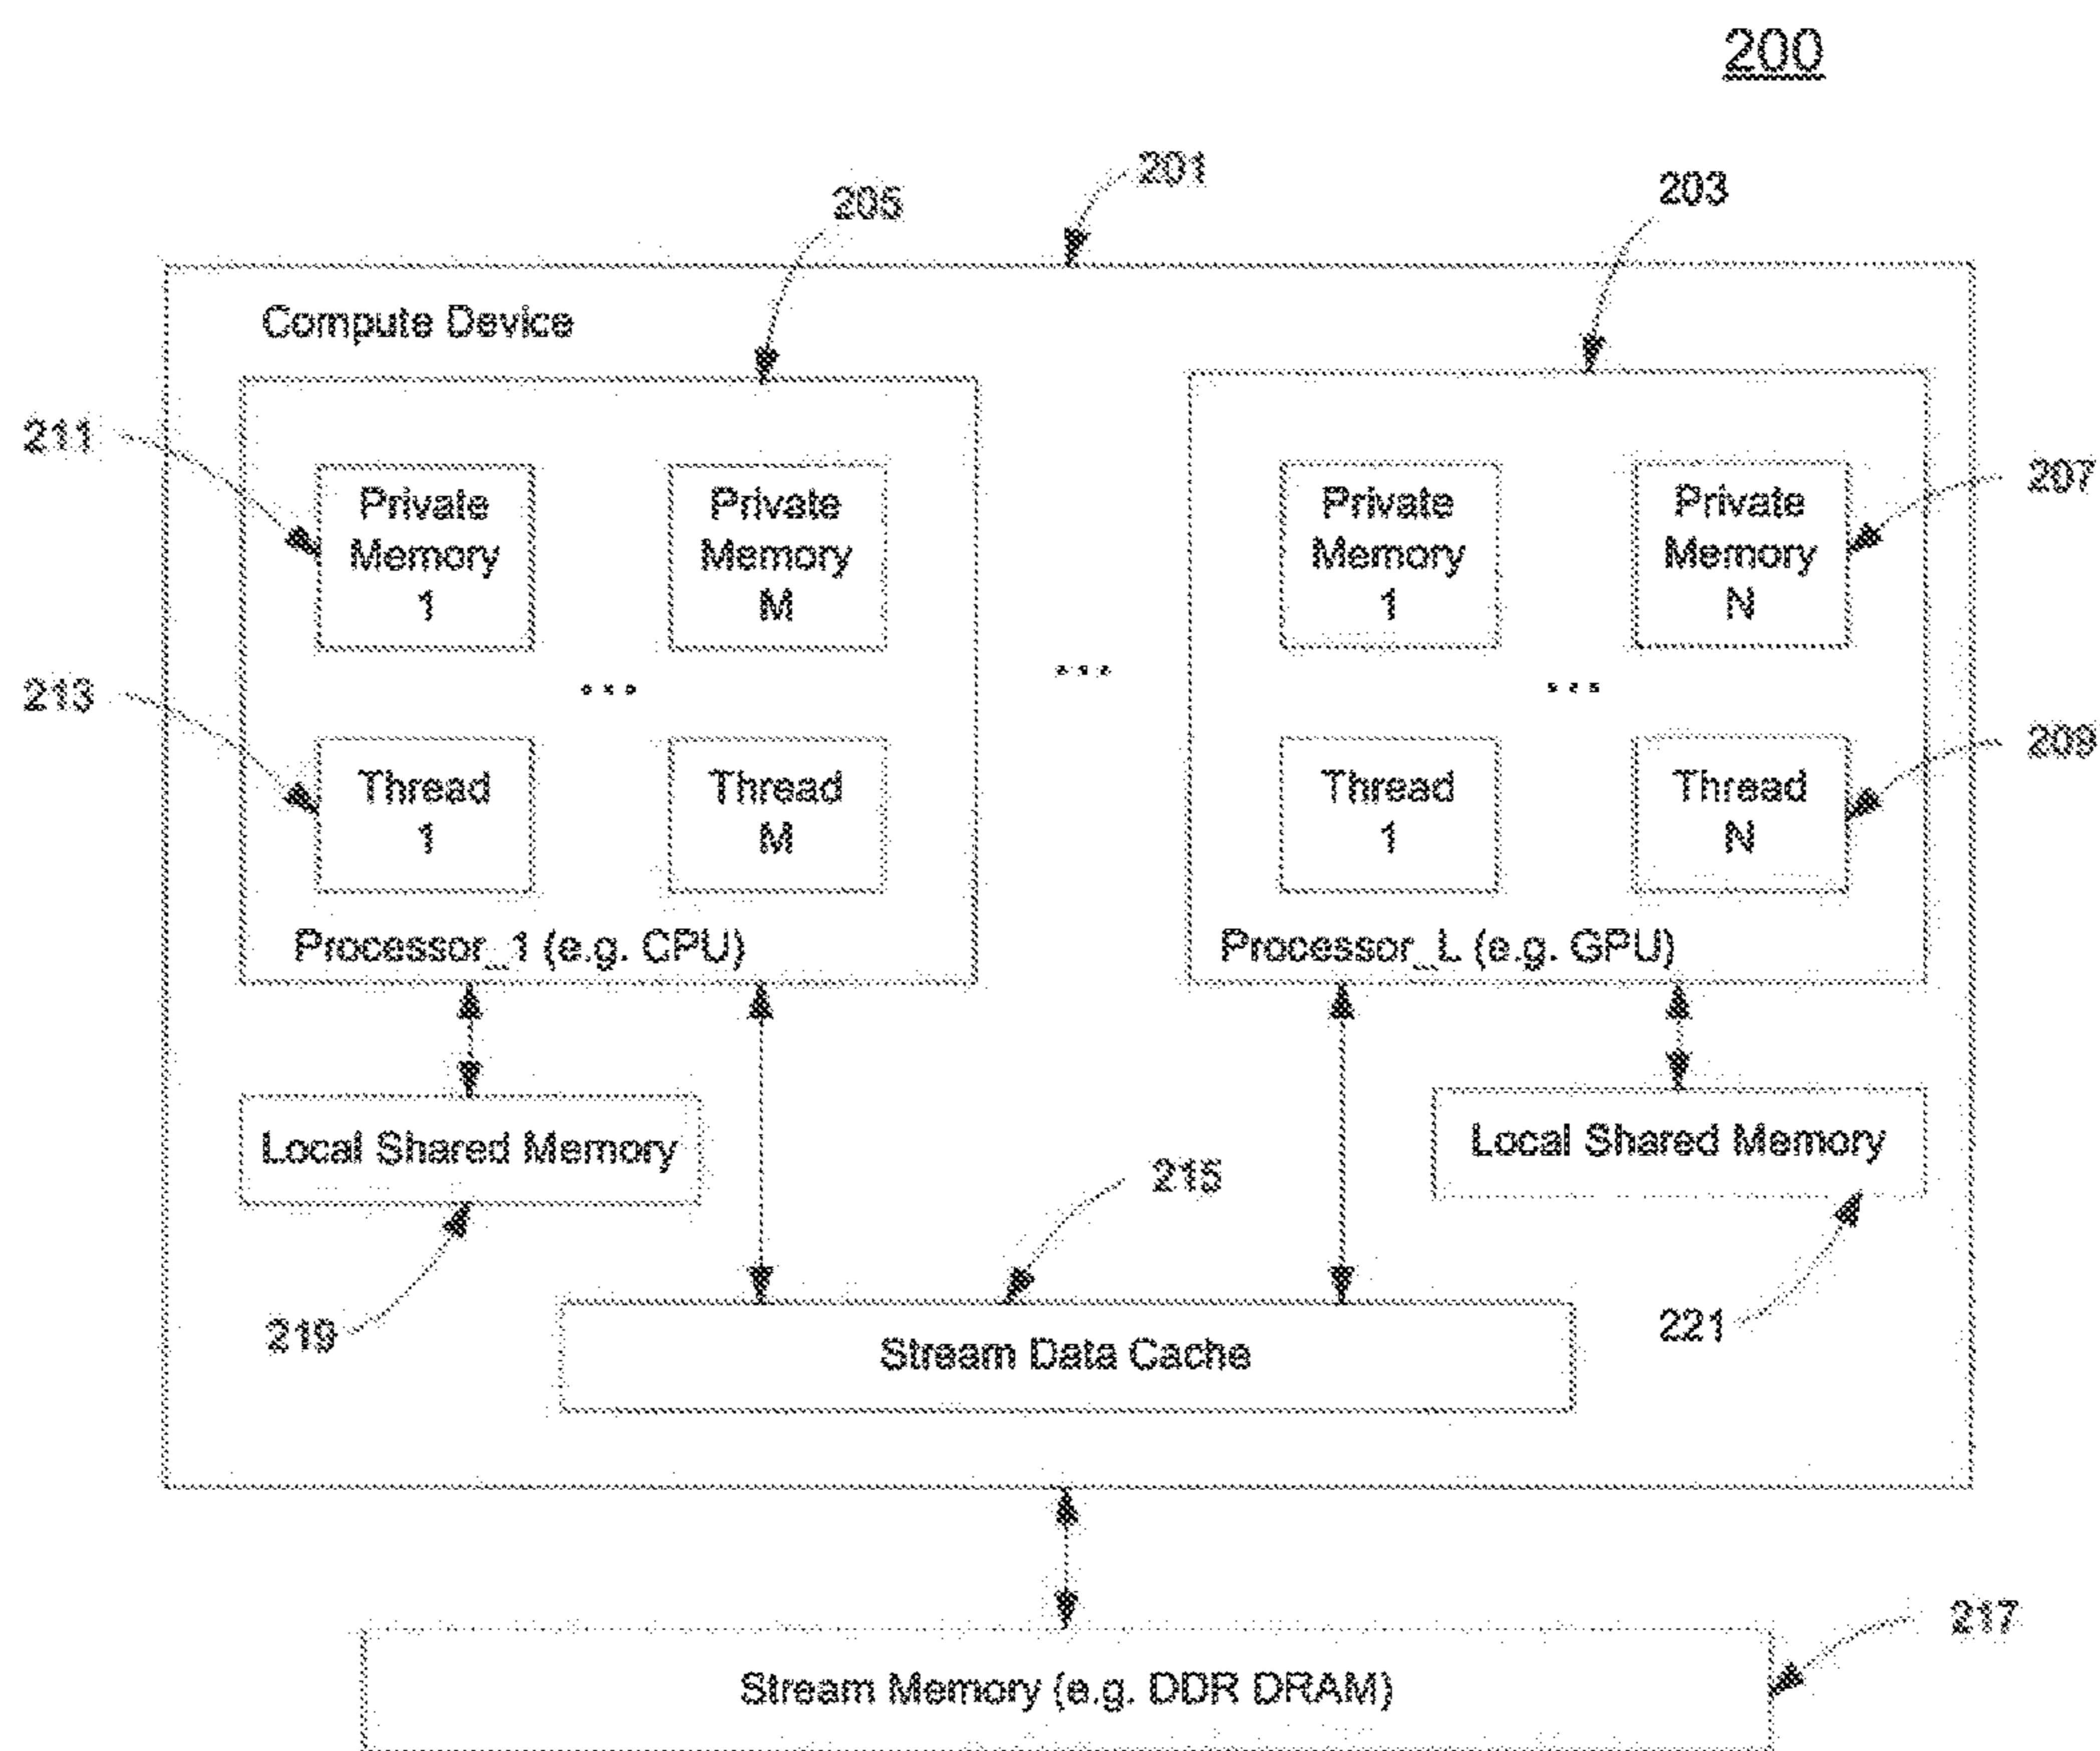 200
201
205
203
Compute Device
211
Private
Memory
1
Private
Memory
M
Private
Memory
1
Private
Memory
N
207
...
...
...
213
Thread
1
Thread
M
Thread
1
Thread
N
209
Processor_1 (e.g. CPU)
Processor_L (e.g. GPU)
Local Shared Memory
Local Shared Memory
215
219
221
Stream Data Cache
217
Stream Memory (e.g. DDR DRAM)